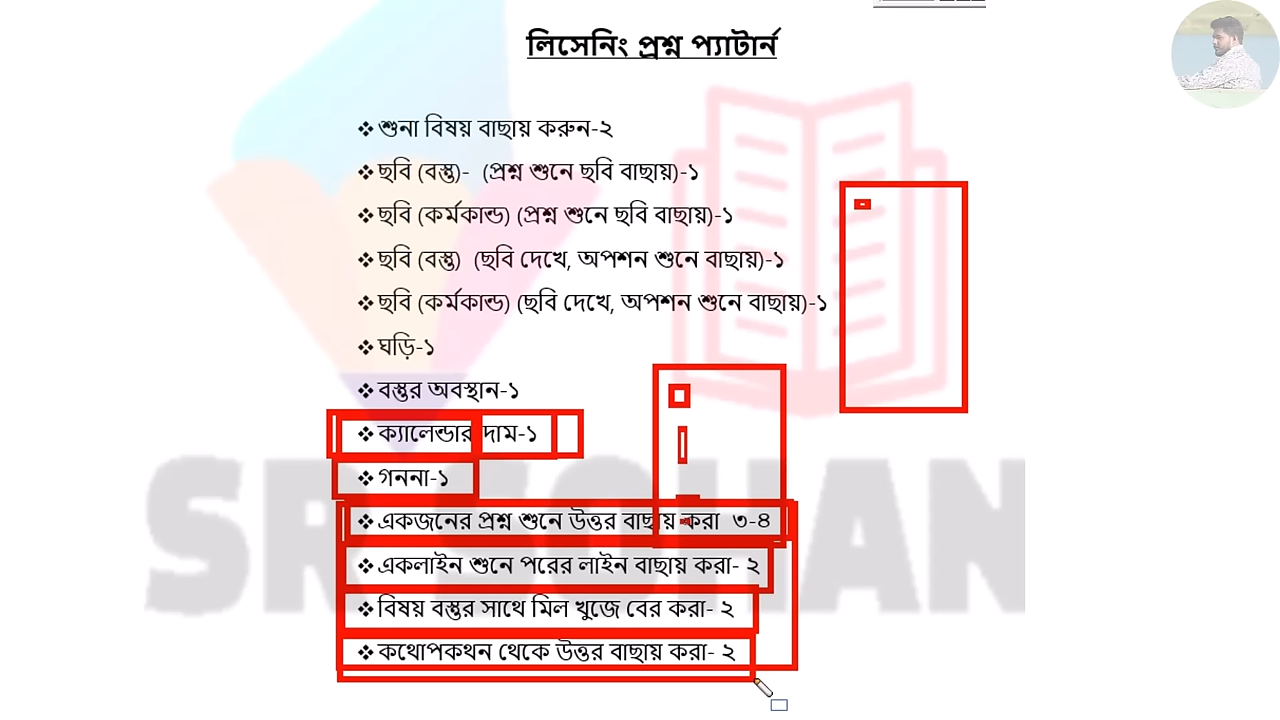 লিসেনিং প্রশ্ন প্যাটার্ন
❖শুনা বিষয় বাছায় করুন-২
❖ছবি (বস্তু)- (প্রশ্ন শুনে ছবি বাছায়)-১
❖ছবি (কর্মকান্ড) (প্রশ্ন শুনে ছবি বাছায়)-১
❖ছবি (বস্তু) (ছবি দেখে, অপশন শুনে বাছায়)-১
❖ছবি (কর্মকান্ড) (ছবি দেখে, অপশন শুনে বাছায়)-১
❖ঘড়ি-১
❖বস্তুর অবস্থান-১
❖ক্যালেন্ডার দাম-১
❖গননা-১
❖একজনের প্রশ্ন শুনে উত্তর বাছায় করা ৩-৪
❖একলাইন শুনে পরের লাইন বাছায় করা- ২
❖বিষয় বস্তুর সাথে মিল খুজে বের করা- ২
❖কথোপকথন থেকে উত্তর বাছায় করা- ২
SR SOHAN